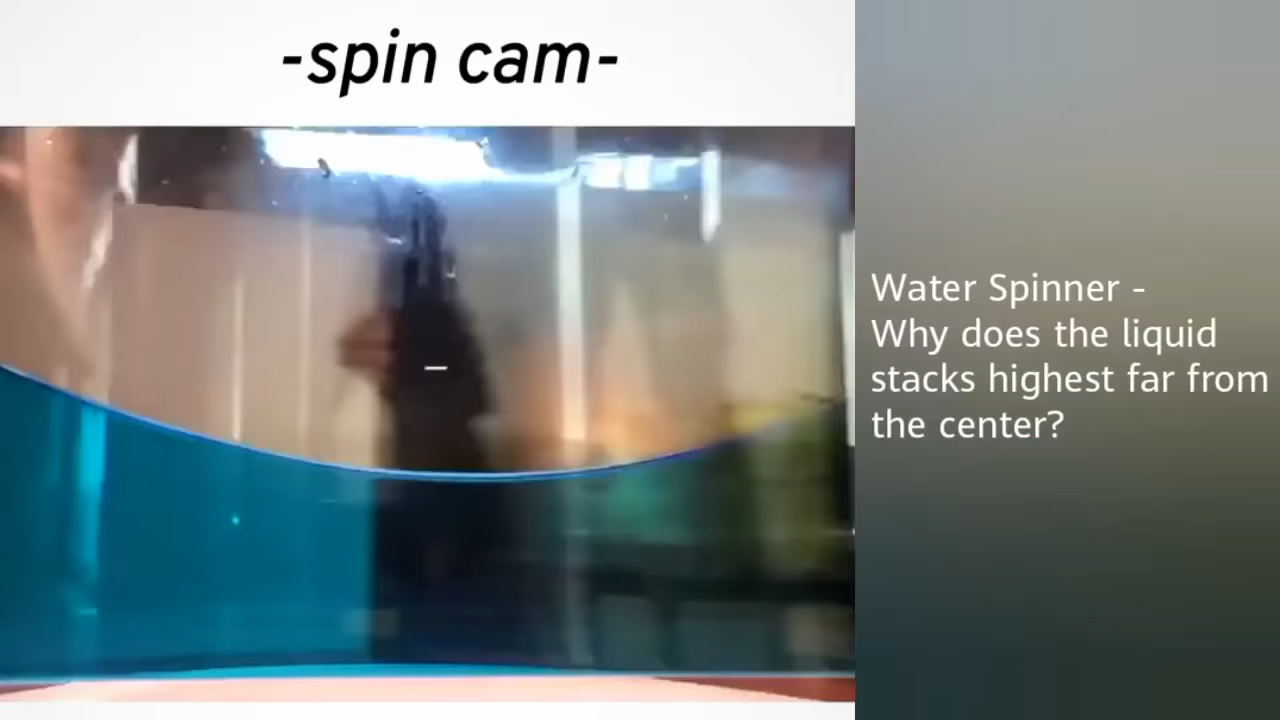 -spin cam-
Water Spinner -
Why does the liquid
stacks highest far from
the center?